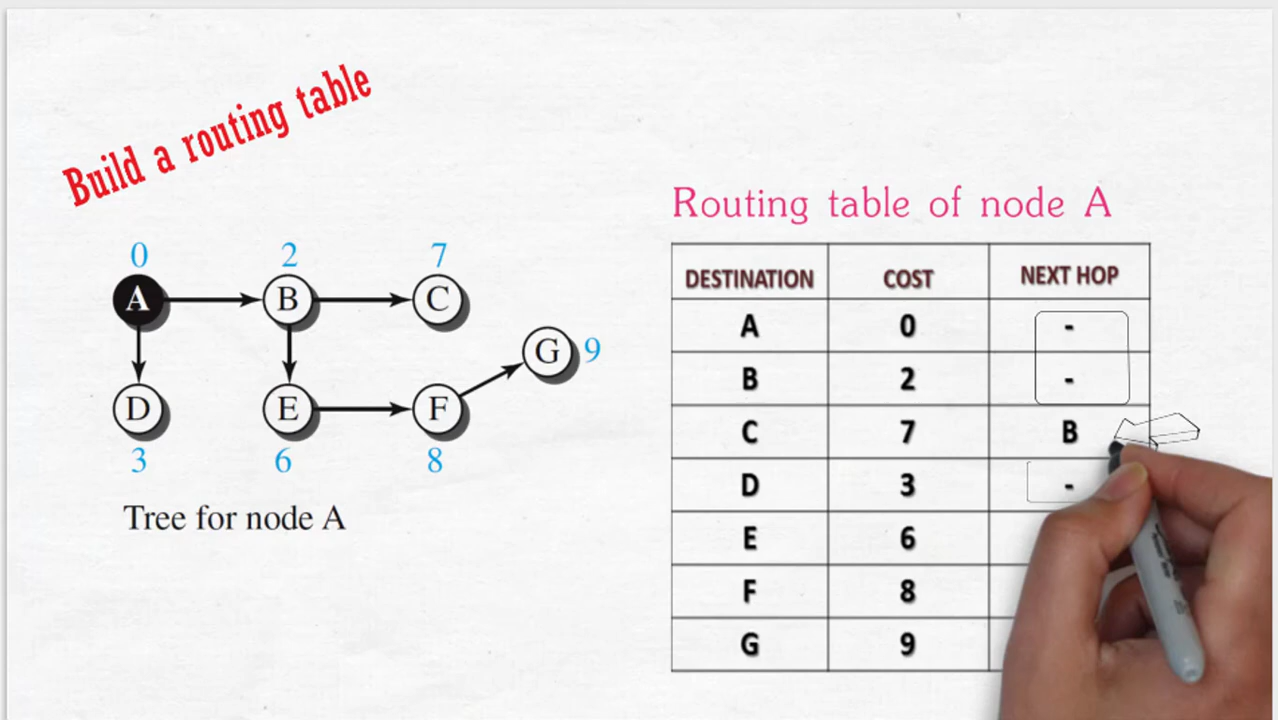 Build a routing table
Routing table of node A
0 2 7
A B C
G 9
D E F
3 6 8
Tree for node A
DESTINATION COST NEXT HOP
A 0 -
B 2 -
C 7 B
D 3 -
E 6
F 8
G 9